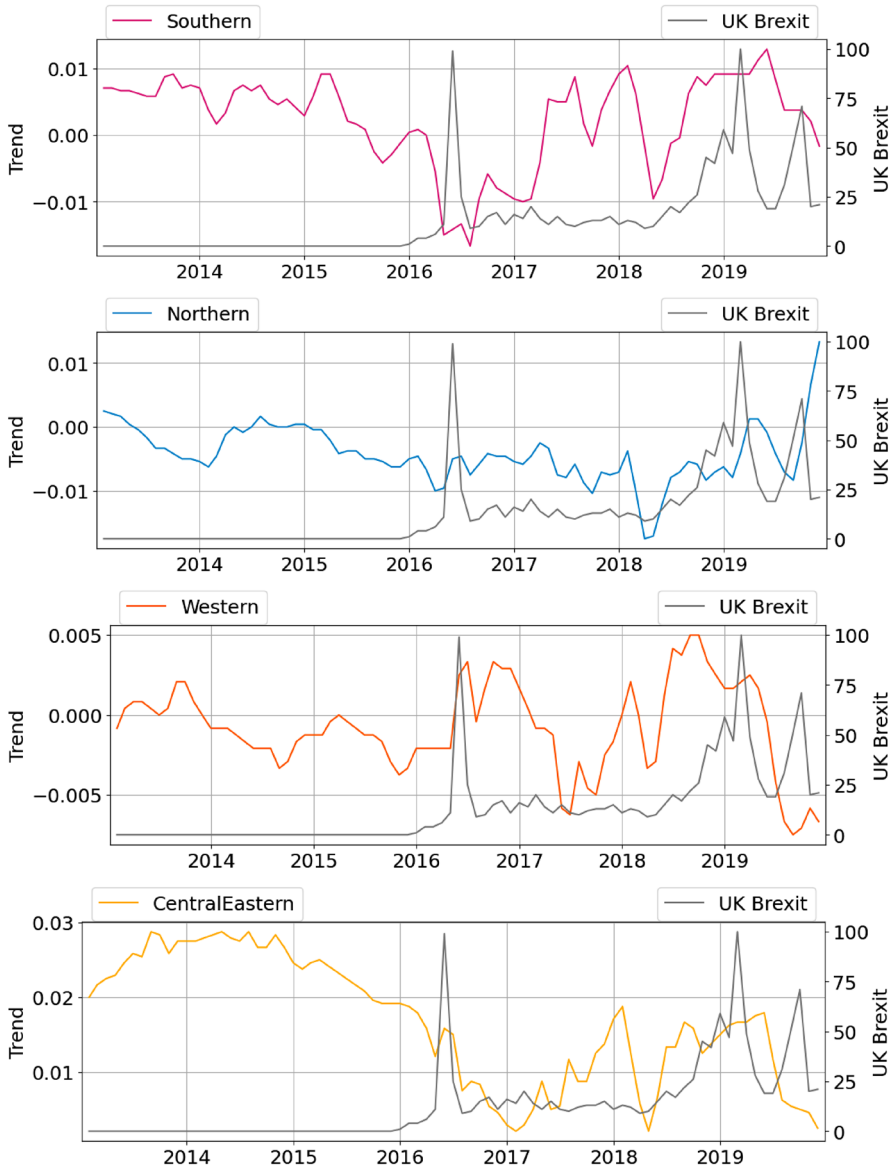 Southern UK Brexit
0.01
0.00
−0.01
Trend
100
75
50
25
0
UK Brexit
2014 2015 2016 2017 2018 2019
Northern UK Brexit
0.01
0.00
−0.01
Trend
100
75
50
25
0
UK Brexit
2014 2015 2016 2017 2018 2019
Western UK Brexit
0.005
0.000
−0.005
Trend
100
75
50
25
0
UK Brexit
2014 2015 2016 2017 2018 2019
CentralEastern UK Brexit
0.03
0.02
0.01
Trend
100
75
50
25
0
UK Brexit
2014 2015 2016 2017 2018 2019